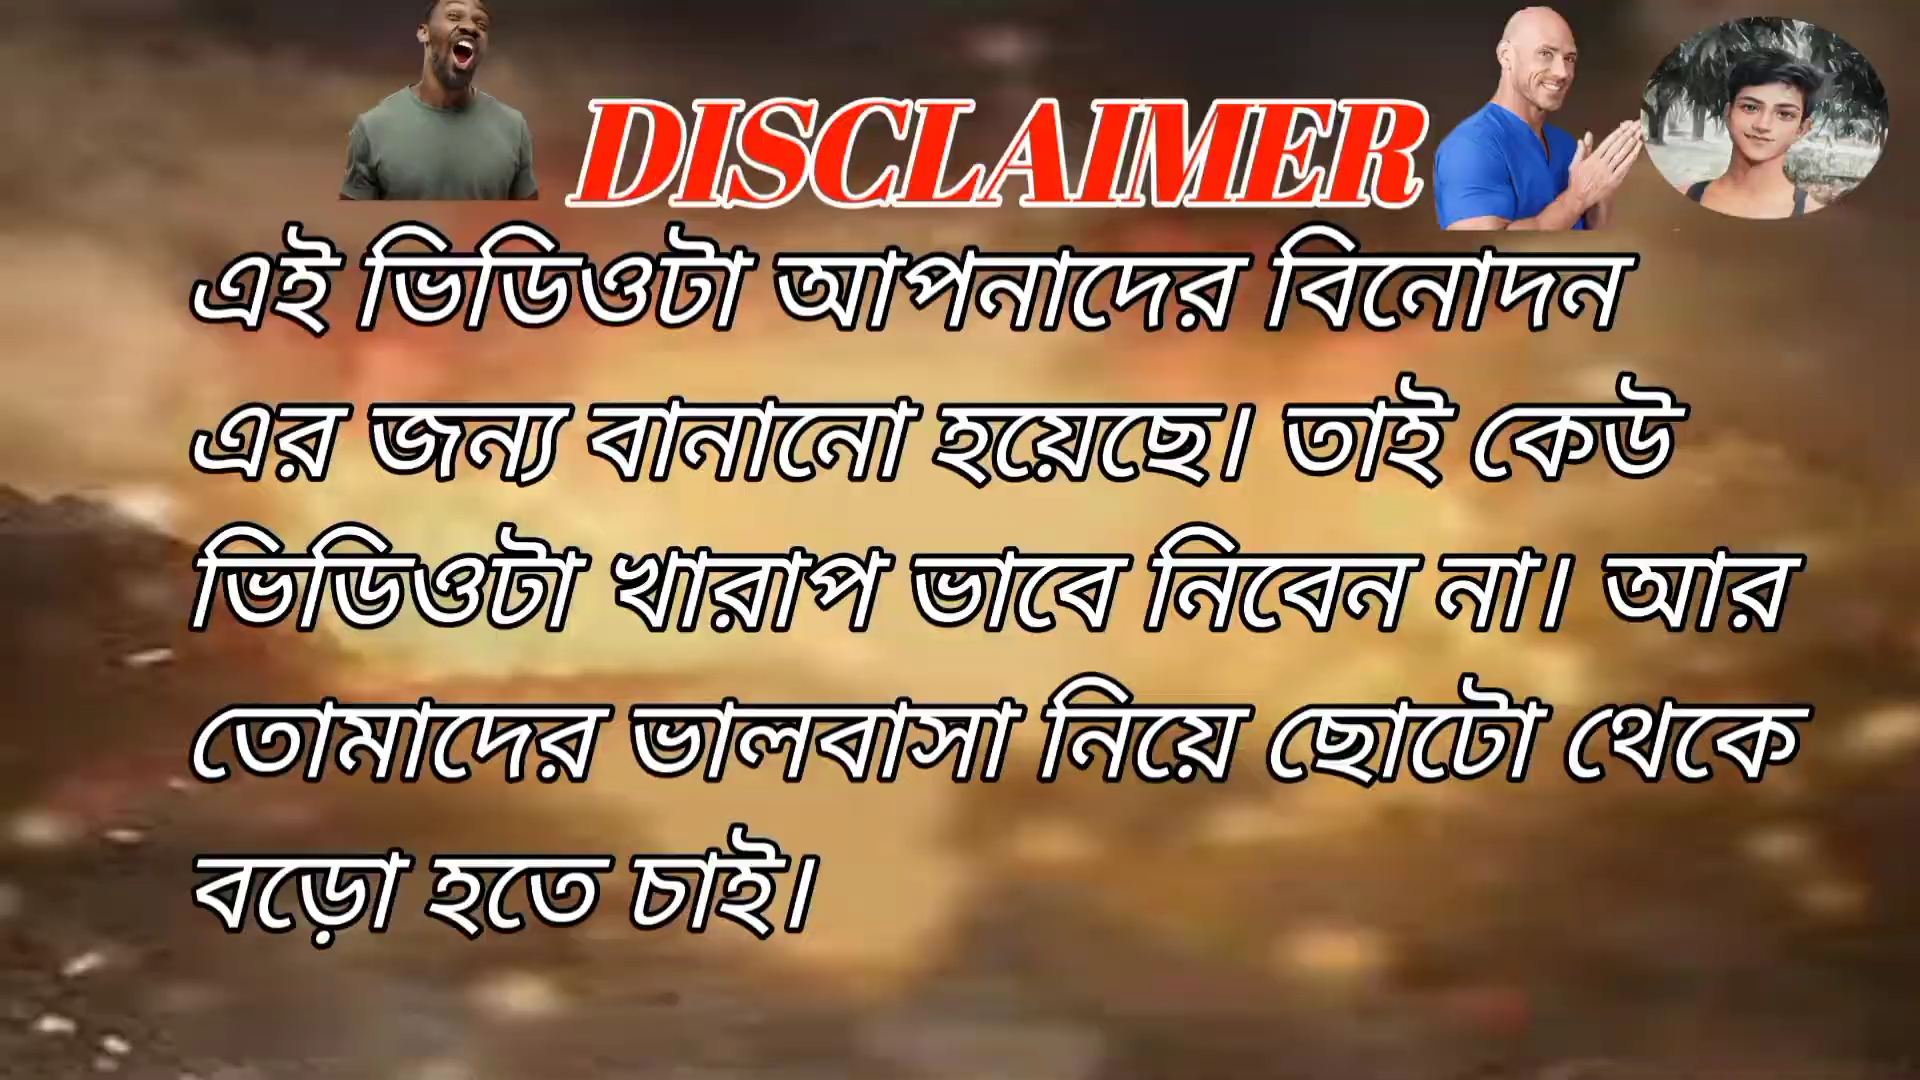 DISCLAIMER
এই ভিডিওটা আপনাদের বিনোদন
এর জন্য বানানো হয়েছে। তাই কেউ
ভিডিওটা খারাপ ভাবে নিবেন না। আর
তোমাদের ভালবাসা নিয়ে ছোটো থেকে
বড়ো হতে চাই।